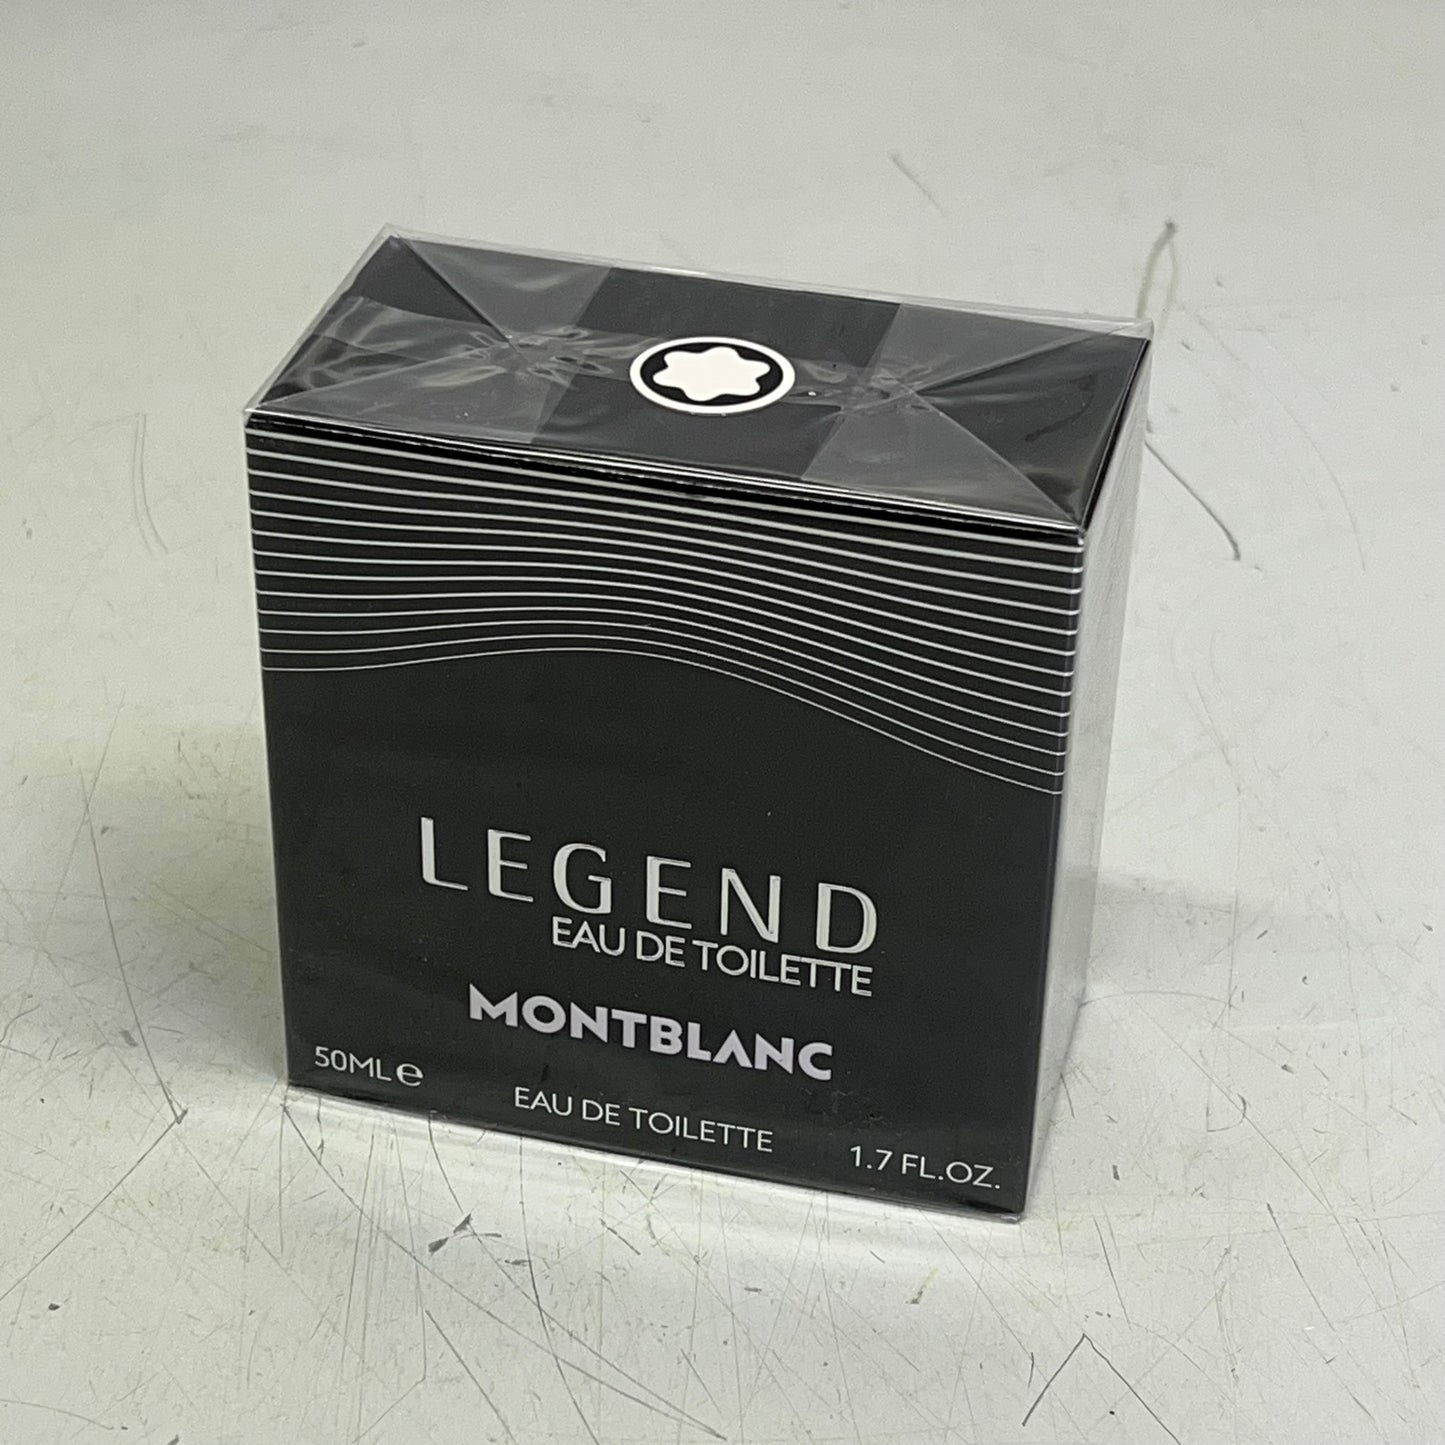 LEGEND
EAU DE TOILETTE
MONTBLANC
50ML e
EAU DE TOILETTE
1.7 FL.OZ.